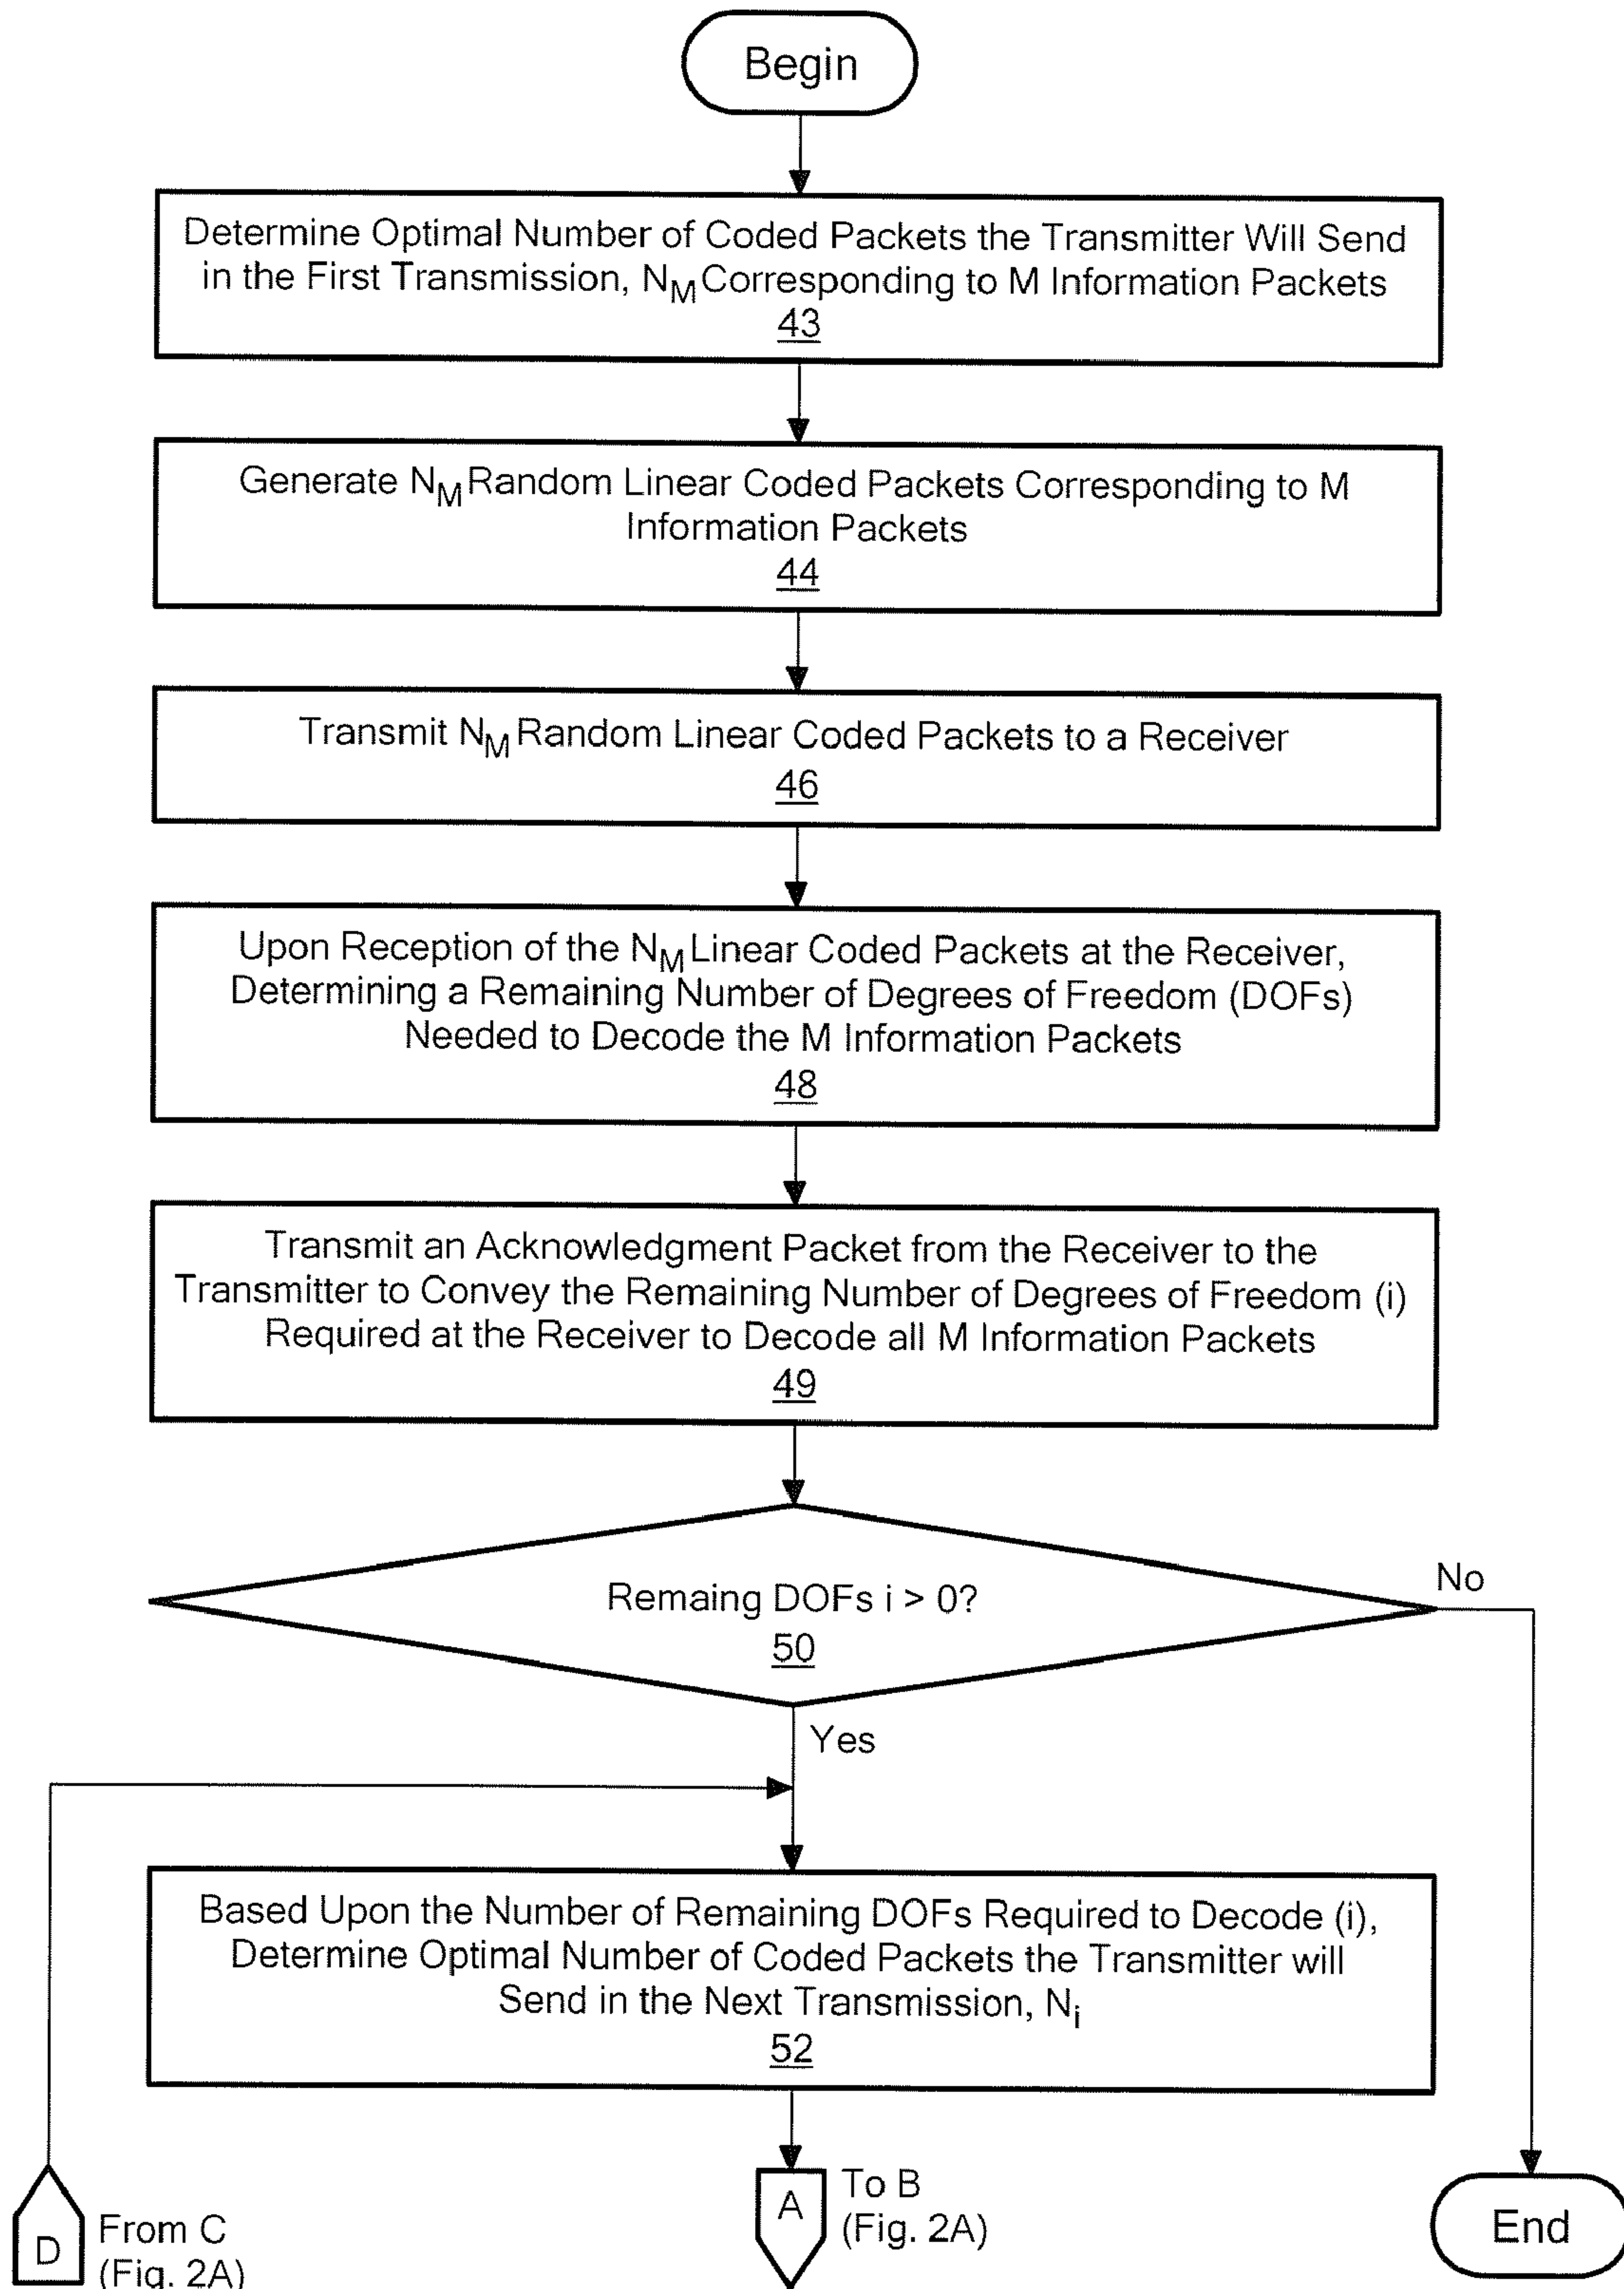 Begin
Determine Optimal Number of Coded Packets the Transmitter Will Send
in the First Transmission, NM Corresponding to M Information Packets
43
Generate NM Random Linear Coded Packets Corresponding to M
Information Packets
44
Transmit NM Random Linear Coded Packets to a Receiver
46
Upon Reception of the NM Linear Coded Packets at the Receiver,
Determining a Remaining Number of Degrees of Freedom (DOFs)
Needed to Decode the M Information Packets
48
Transmit an Acknowledgment Packet from the Receiver to the
Transmitter to Convey the Remaining Number of Degrees of Freedom (i)
Required at the Receiver to Decode all M Information Packets
49
No
Remaing DOFs i > 0?
50
Yes
Based Upon the Number of Remaining DOFs Required to Decode (i),
Determine Optimal Number of Coded Packets the Transmitter will
Send in the Next Transmission, Ni
52
D
From C
(Fig. 2A)
A
To B
(Fig. 2A)
End